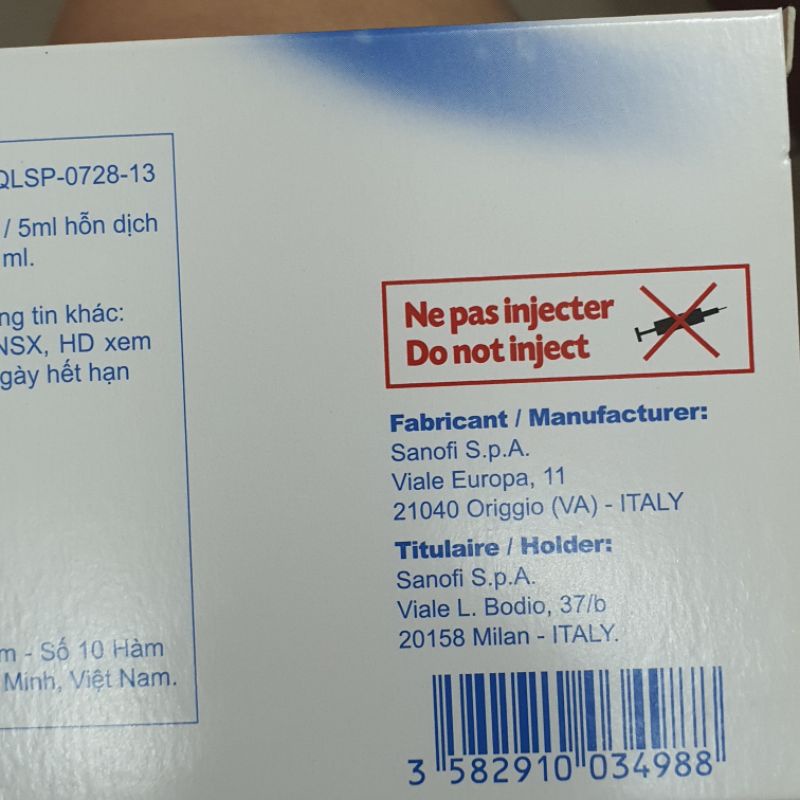 QLSP-0728-13
/ 5ml hỗn dịch
ml.
ng tin khác:
NSX, HD xem
gày hết hạn
m - Số 10 Hàm
Minh, Việt Nam.
Ne pas injecter
Do not inject
Fabricant / Manufacturer:
Sanofi S.p.A.
Viale Europa, 11
21040 Origgio (VA) - ITALY
Titulaire / Holder:
Sanofi S.p.A.
Viale L. Bodio, 37/b
20158 Milan - ITALY.
3 582910 034988